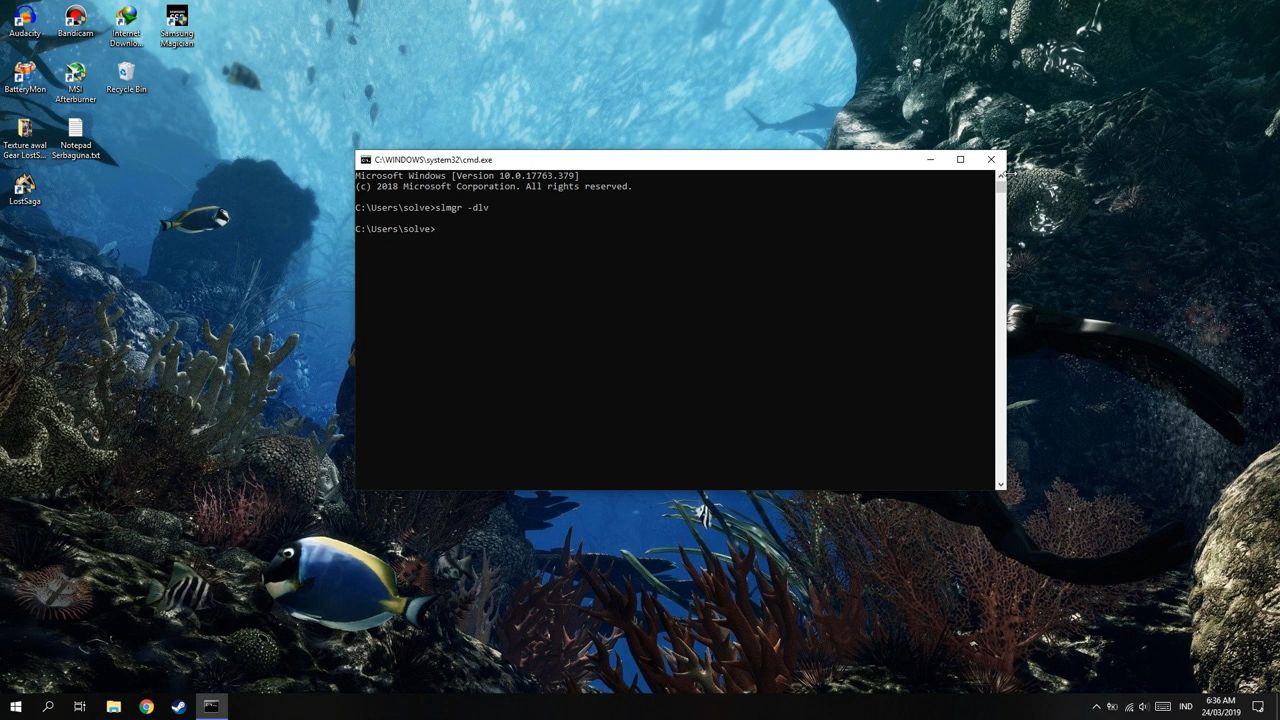 Audacity
Bandicam
Internet
Downlo...
Samsung
Magician
BatteryMon
MSI
Afterburner
Recycle Bin
Texture awal
Gear LostS...
Notepad
Serbaguna.txt
LostSaga
C:\WINDOWS\system32\cmd.exe
Microsoft Windows [Version 10.0.17763.379]
(c) 2018 Microsoft Corporation. All rights reserved.
C:\Users\solve>slmgr -dlv
C:\Users\solve>
IND
6:36 AM
24/03/2019